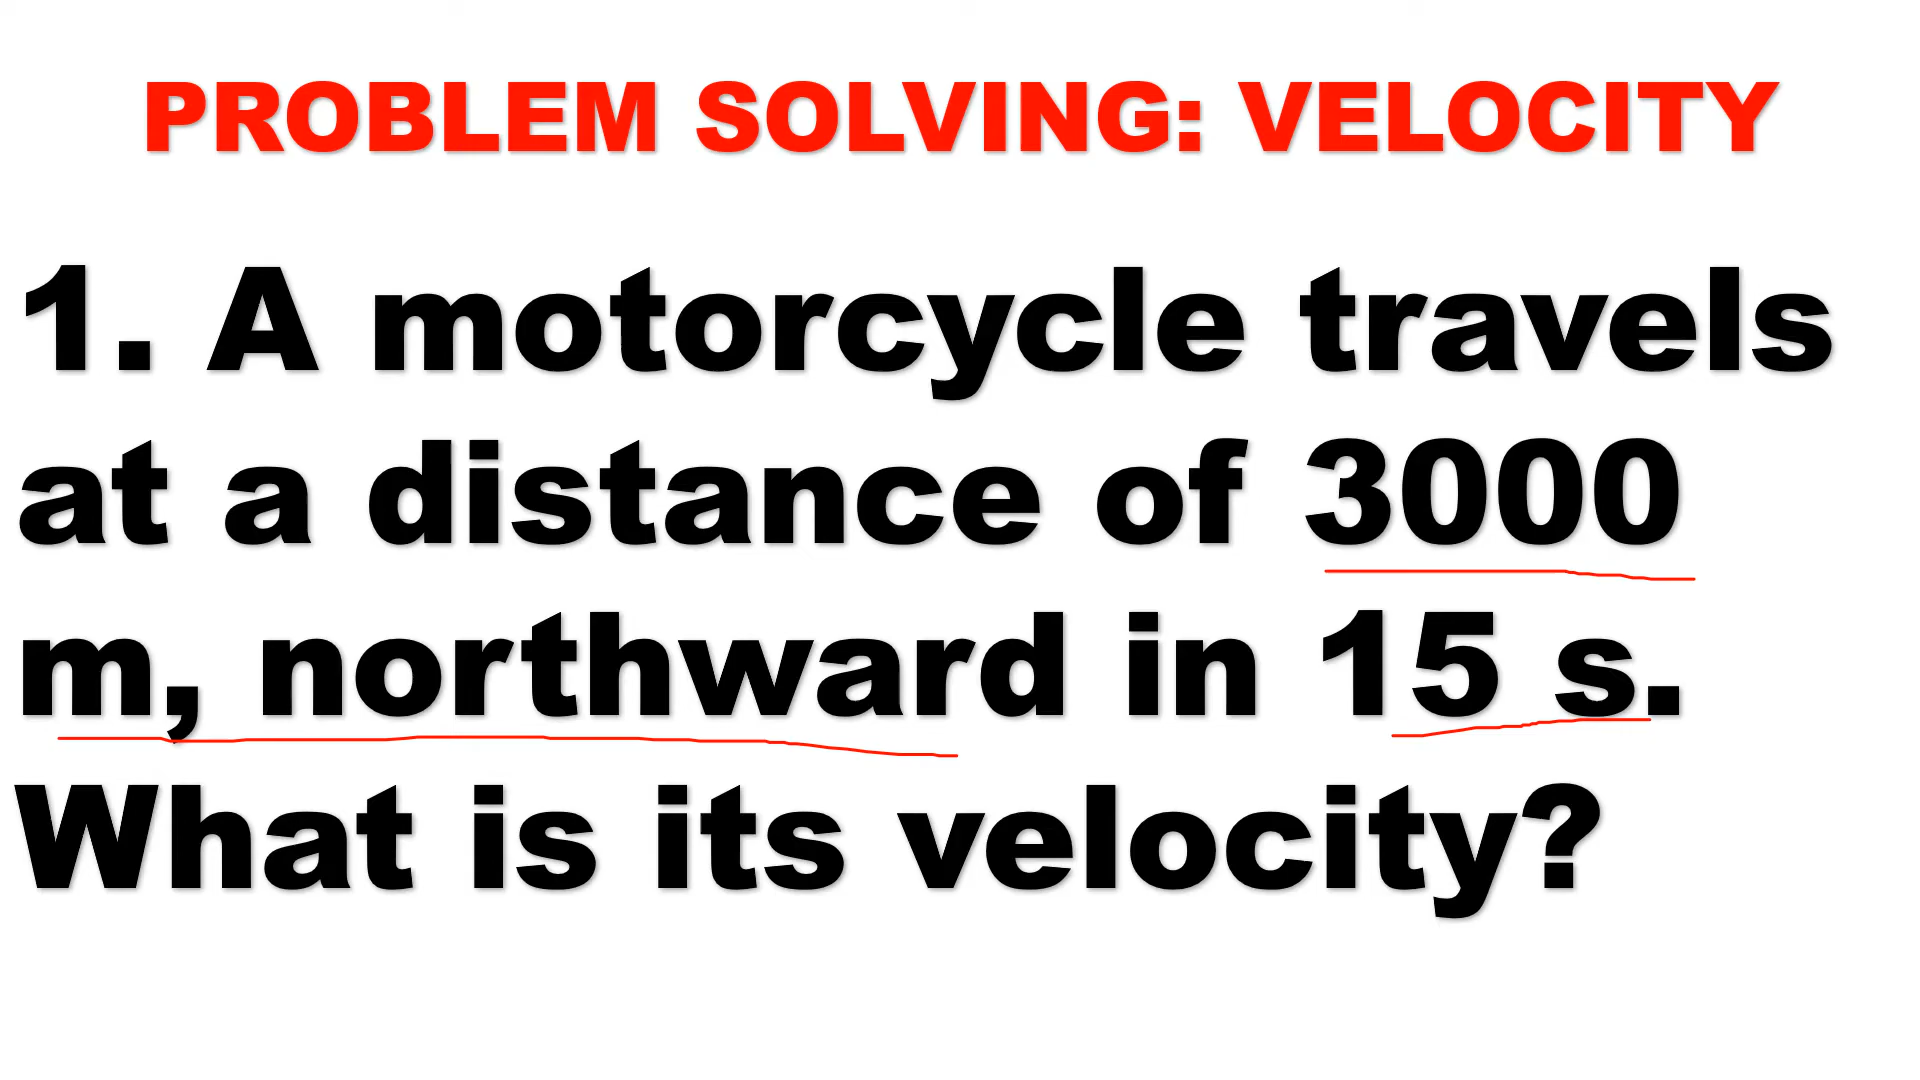 PROBLEM SOLVING: VELOCITY
1. A motorcycle travels
at a distance of 3000
m, northward in 15 s.
What is its velocity?